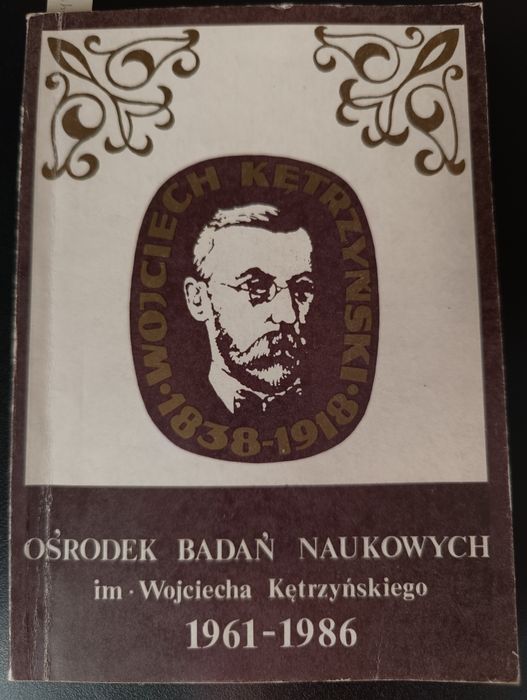 WOJCIECH KĘTRZYŃSKI
1838-1918
OŚRODEK BADAŃ NAUKOWYCH
im. Wojciecha Kętrzyńskiego
1961-1986